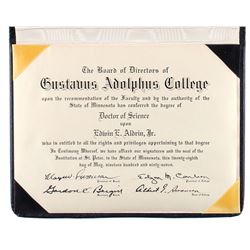 The Board of Directors of
Gustavus Adolphus College
upon the recommendation of the Faculty and by the authority of the
State of Minnesota has conferred the degree of
Doctor of Science
upon
Edwin E. Aldrin, Jr.
who is entitled to all the rights and privileges appertaining to that degree
In Testimony Whereof, we have affixed our signatures and the seal of the
Institution at St. Peter, in the State of Minnesota, this twenty-eighth
day of May, nineteen hundred and sixty-seven.
Edgar M. Carlson